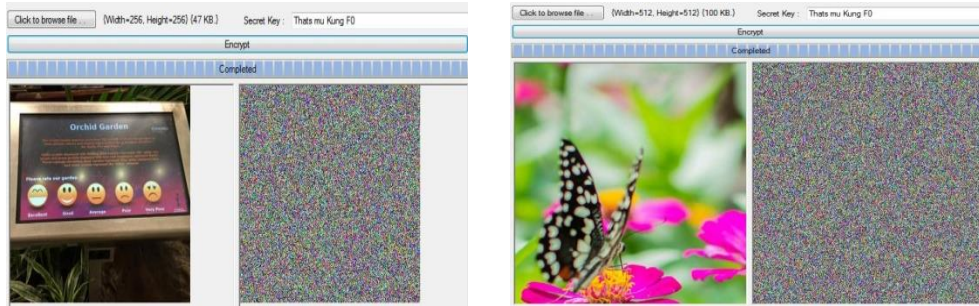 Click to browse file . . . (Width=256, Height=256) (47 KB.) Secret Key : Thats mu Kung F0
Encrypt
Completed
Orchid Garden
Please rate our garden
Excellent Good Average Poor Very Poor
Click to browse file . . . (Width=512, Height=512) (100 KB.) Secret Key : Thats mu Kung F0
Encrypt
Completed